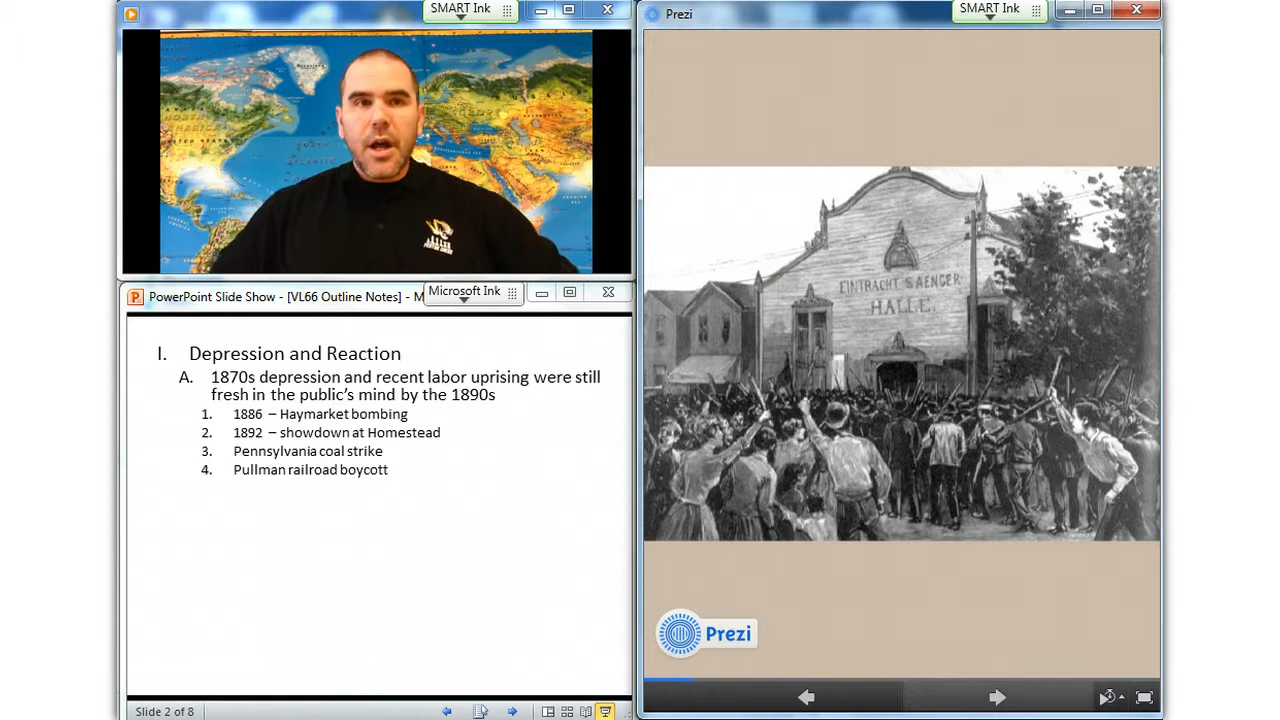 SMART Ink
PowerPoint Slide Show - [VL66 Outline Notes] - M
Microsoft Ink
I. Depression and Reaction
A. 1870s depression and recent labor uprising were still
fresh in the public's mind by the 1890s
1. 1886 – Haymarket bombing
2. 1892 – showdown at Homestead
3. Pennsylvania coal strike
4. Pullman railroad boycott
Slide 2 of 8
Prezi
SMART Ink
EINTRACHT SAENGER
HALLE.
Prezi